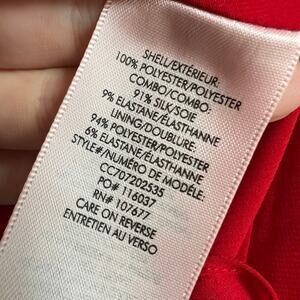 SHELL/EXTÉRIEUR:
100% POLYESTER/POLYESTER
COMBO/COMBO:
91% SILK/SOIE
9% ELASTANE/ÉLASTHANNE
LINING/DOUBLURE:
94% POLYESTER/POLYESTER
6% ELASTANE/ÉLASTHANNE
STYLE#/NUMÉRO DE MODÈLE:
CC707202535
PO# 116037
RN# 107677
CARE ON REVERSE
ENTRETIEN AU VERSO